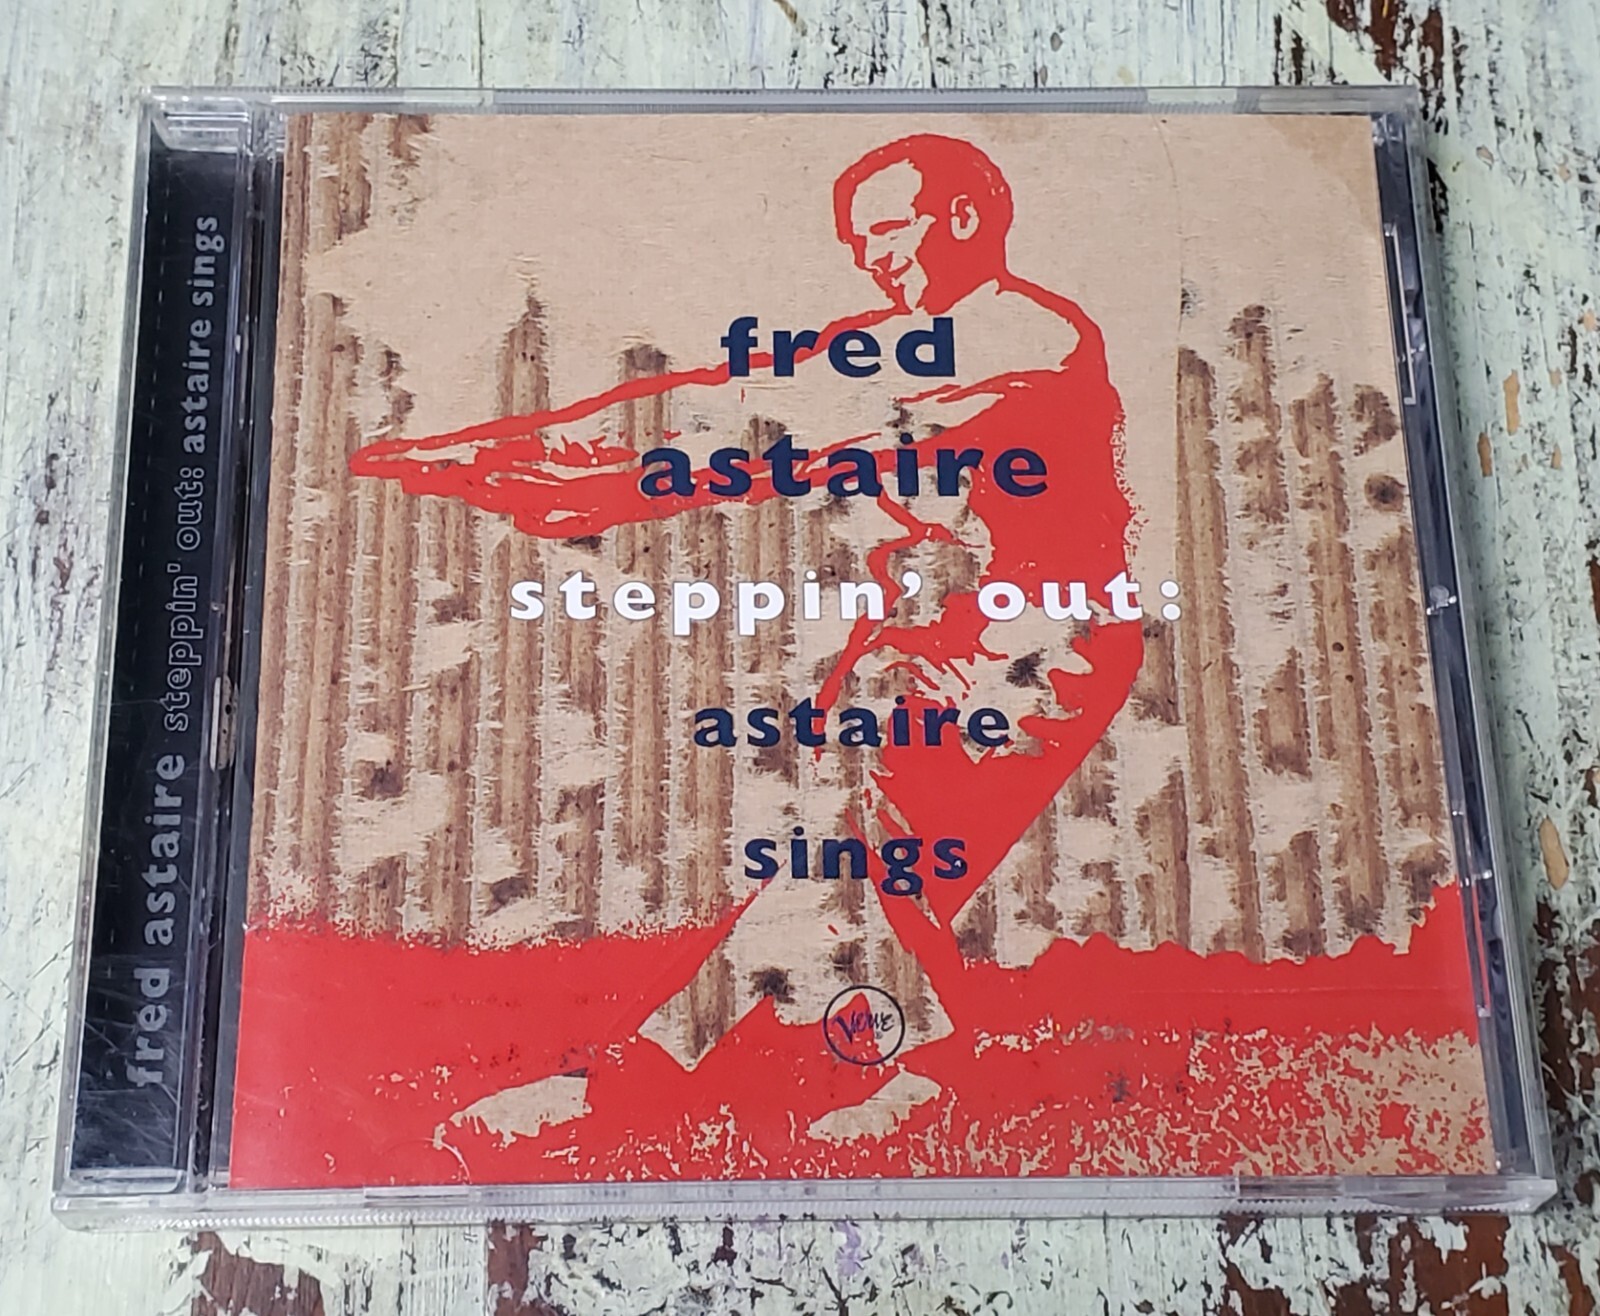 fred astaire steppin' out: astaire sings
fred
astaire
steppin' out:
astaire
sings
Verve